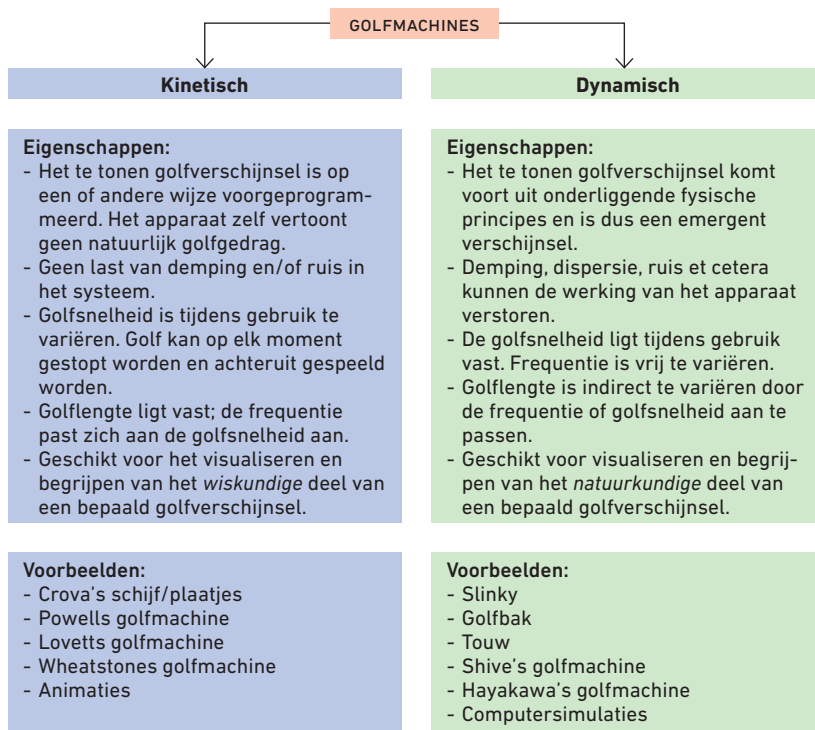 GOLFMACHINES
Kinetisch
Eigenschappen:
- Het te tonen golfverschijnsel is op
een of andere wijze voorgeprogram-
meerd. Het apparaat zelf vertoont
geen natuurlijk golfgedrag.
- Geen last van demping en/of ruis in
het systeem.
- Golfsnelheid is tijdens gebruik te
variëren. Golf kan op elk moment
gestopt worden en achteruit gespeeld
worden.
- Golflengte ligt vast; de frequentie
past zich aan de golfsnelheid aan.
- Geschikt voor het visualiseren en
begrijpen van het wiskundige deel van
een bepaald golfverschijnsel.
Voorbeelden:
- Crova's schijf/plaatjes
- Powells golfmachine
- Lovetts golfmachine
- Wheatstones golfmachine
- Animaties
Dynamisch
Eigenschappen:
- Het te tonen golfverschijnsel komt
voort uit onderliggende fysische
principes en is dus een emergent
verschijnsel.
- Demping, dispersie, ruis et cetera
kunnen de werking van het apparaat
verstoren.
- De golfsnelheid ligt tijdens gebruik
vast. Frequentie is vrij te variëren.
- Golflengte is indirect te variëren door
de frequentie of golfsnelheid aan te
passen.
- Geschikt voor visualiseren en begrij-
pen van het natuurkundige deel van
een bepaald golfverschijnsel.
Voorbeelden:
- Slinky
- Golfbak
- Touw
- Shive's golfmachine
- Hayakawa's golfmachine
- Computersimulaties